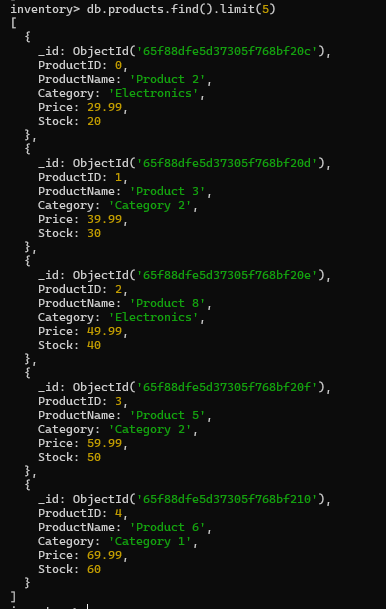 inventory> db.products.find().limit(5)
[
  {
    _id: ObjectId('65f88dfe5d37305f768bf20c'),
    ProductID: 0,
    ProductName: 'Product 2',
    Category: 'Electronics',
    Price: 29.99,
    Stock: 20
  },
  {
    _id: ObjectId('65f88dfe5d37305f768bf20d'),
    ProductID: 1,
    ProductName: 'Product 3',
    Category: 'Category 2',
    Price: 39.99,
    Stock: 30
  },
  {
    _id: ObjectId('65f88dfe5d37305f768bf20e'),
    ProductID: 2,
    ProductName: 'Product 8',
    Category: 'Electronics',
    Price: 49.99,
    Stock: 40
  },
  {
    _id: ObjectId('65f88dfe5d37305f768bf20f'),
    ProductID: 3,
    ProductName: 'Product 5',
    Category: 'Category 2',
    Price: 59.99,
    Stock: 50
  },
  {
    _id: ObjectId('65f88dfe5d37305f768bf210'),
    ProductID: 4,
    ProductName: 'Product 6',
    Category: 'Category 1',
    Price: 69.99,
    Stock: 60
  }
]
inventory>